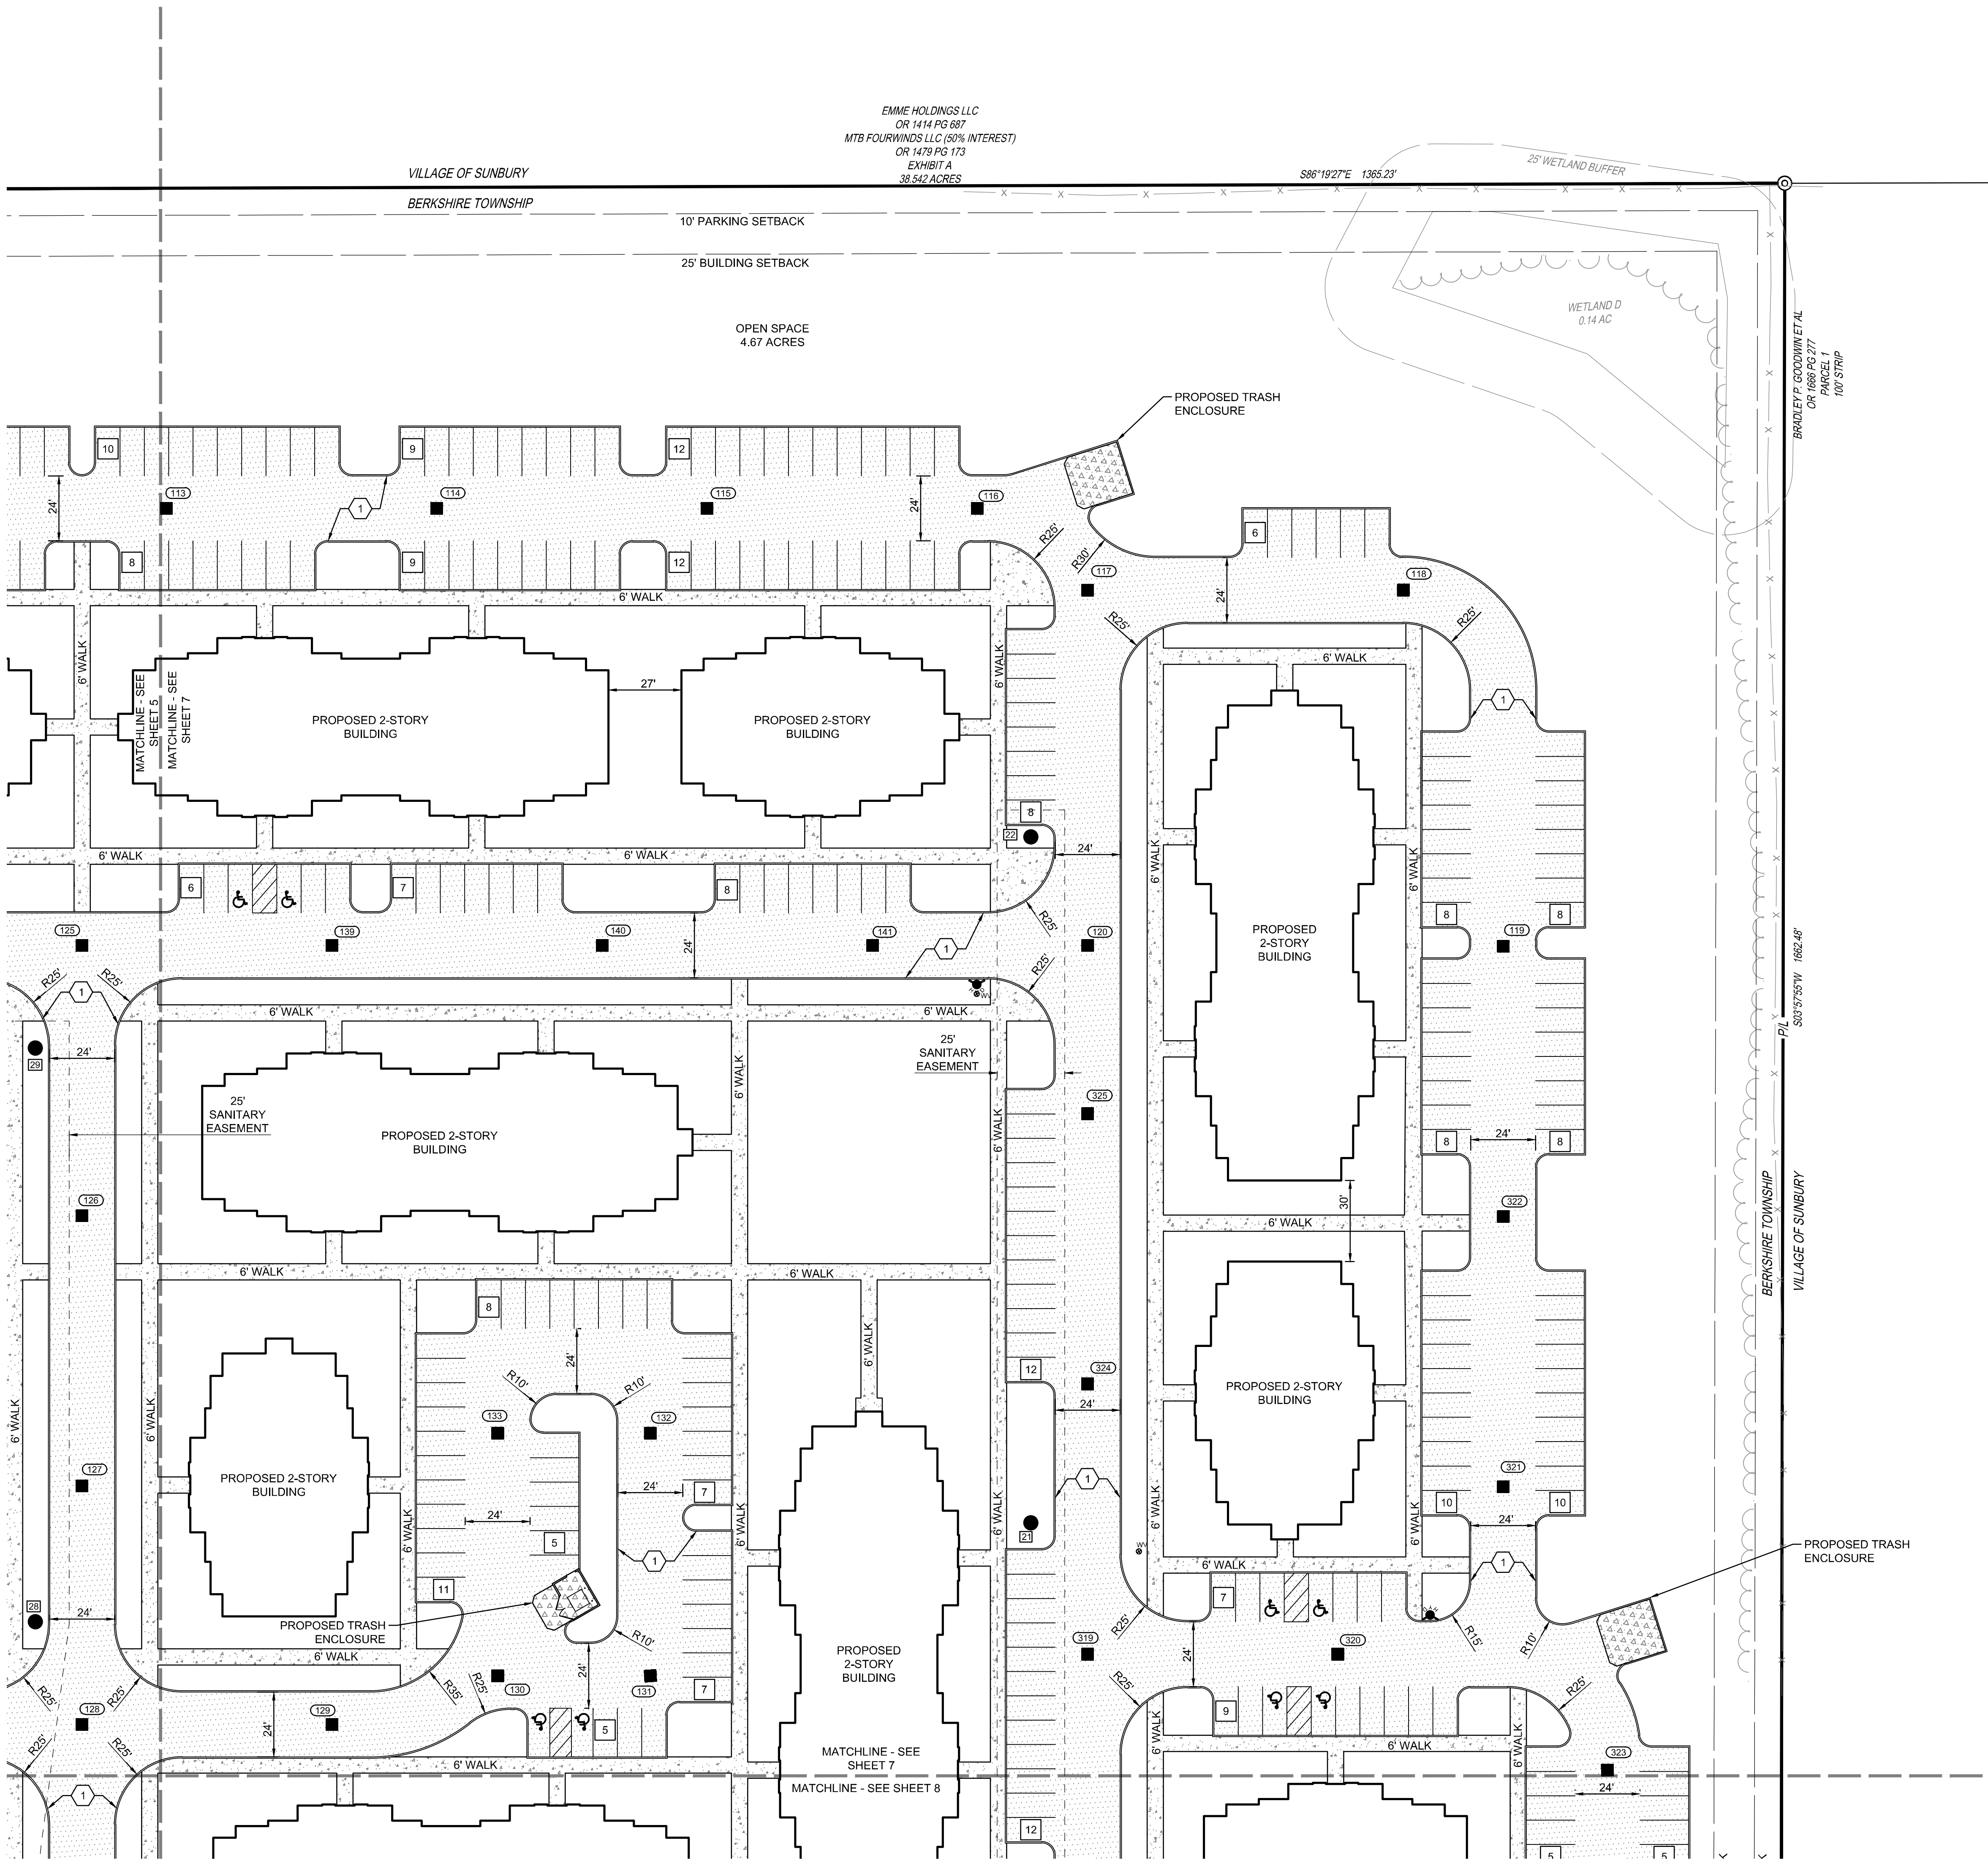 EMME HOLDINGS LLC
OR 1414 PG 687
MTB FOURWINDS LLC (50% INTEREST)
OR 1479 PG 173
EXHIBIT A
38.542 ACRES
VILLAGE OF SUNBURY
BERKSHIRE TOWNSHIP
S86°19'27"E 1365.23'
25' WETLAND BUFFER
10' PARKING SETBACK
25' BUILDING SETBACK
WETLAND D
0.14 AC
OPEN SPACE
4.67 ACRES
BRADLEY P. GOODWIN ET AL
OR 1666 PG 277
PARCEL 1
100' STRIP
PROPOSED TRASH
ENCLOSURE
10
9
12
113
114
115
116
24'
1
24'
8
9
12
R25'
R30'
6
117
118
24'
6' WALK
R25'
R25'
6' WALK
6' WALK
6' WALK
MATCHLINE - SEE
SHEET 5
MATCHLINE - SEE
SHEET 7
27'
PROPOSED 2-STORY
BUILDING
PROPOSED 2-STORY
BUILDING
1
8
22
24'
6' WALK
6' WALK
6' WALK
6' WALK
6
7
8
8
8
R25'
PROPOSED
2-STORY
BUILDING
125
139
140
141
120
119
24'
1
R25'
R25'
R25'
1
WV
6' WALK
6' WALK
S03°57'55"W 1662.48'
P/L
25'
SANITARY
EASEMENT
29
24'
6' WALK
25'
SANITARY
EASEMENT
325
6' WALK
PROPOSED 2-STORY
BUILDING
8
24'
8
126
30'
322
6' WALK
BERKSHIRE TOWNSHIP
VILLAGE OF SUNBURY
6' WALK
6' WALK
8
24'
6' WALK
12
324
24'
PROPOSED 2-STORY
BUILDING
R10'
R10'
133
132
6' WALK
6' WALK
127
PROPOSED 2-STORY
BUILDING
24'
7
1
321
10
10
24'
6' WALK
24'
5
6' WALK
6' WALK
6' WALK
6' WALK
21
WV
1
6' WALK
1
PROPOSED TRASH
ENCLOSURE
11
28
24'
PROPOSED TRASH
ENCLOSURE
7
R10'
R25'
R15'
R10'
6' WALK
24'
319
320
24'
PROPOSED
2-STORY
BUILDING
R25'
R25'
R35'
R25'
130
131
7
R25'
R25'
128
129
24'
5
9
R25'
R25'
6' WALK
6' WALK
6' WALK
6' WALK
MATCHLINE - SEE
SHEET 7
MATCHLINE - SEE SHEET 8
323
24'
1
12
5
5